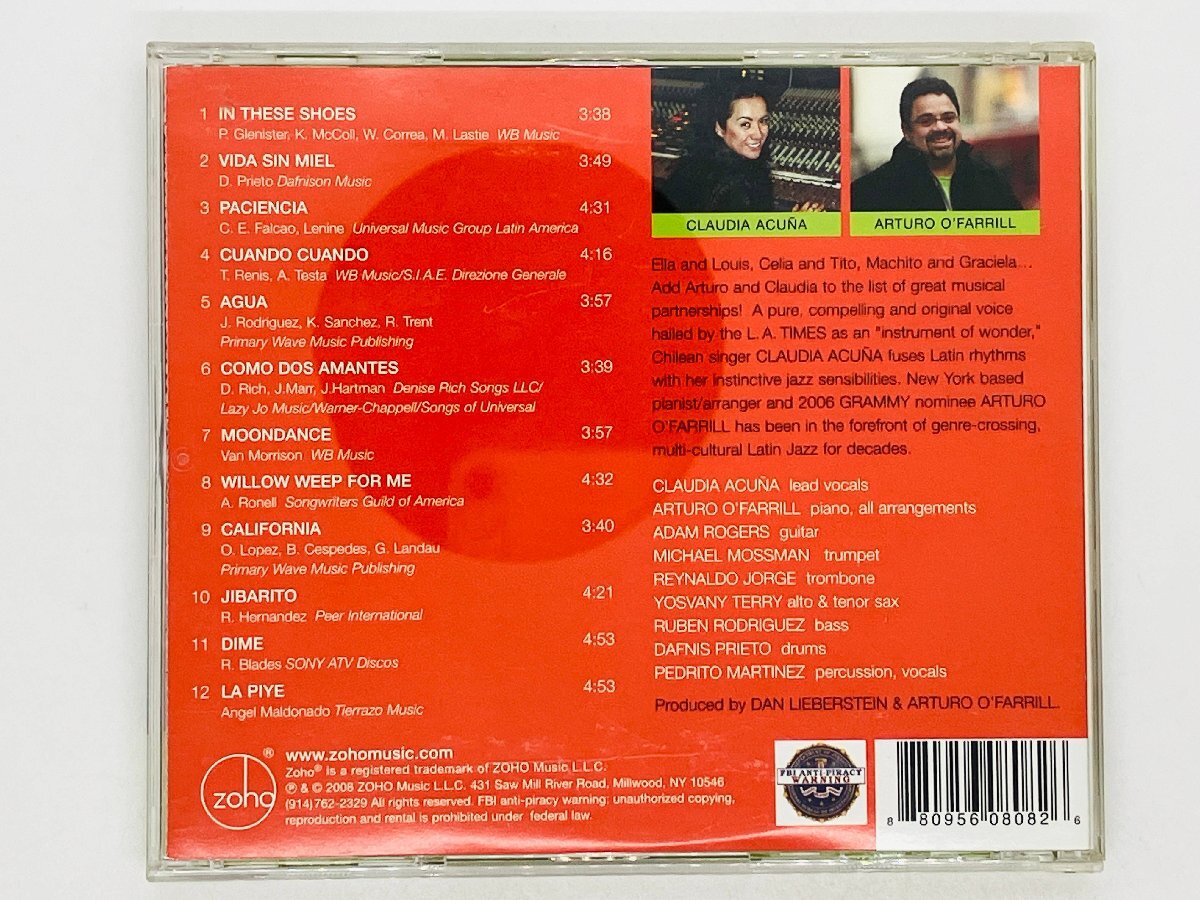 1 IN THESE SHOES 3:38
P. Glenister, K. McColl, W. Correa, M. Lastie WB Music
2 VIDA SIN MIEL 3:49
D. Prieto Dafnison Music
3 PACIENCIA 4:31
C. E. Falcao, Lenine Universal Music Group Latin America
4 CUANDO CUANDO 4:16
T. Renis, A. Testa WB Music/S.I.A.E. Direzione Generale
5 AGUA 3:57
J. Rodriguez, K. Sanchez, R. Trent
Primary Wave Music Publishing
6 COMO DOS AMANTES 3:39
D. Rich, J.Marr, J.Hartman Denise Rich Songs LLC/
Lazy Jo Music/Warner-Chappell/Songs of Universal
7 MOONDANCE 3:57
Van Morrison WB Music
8 WILLOW WEEP FOR ME 4:32
A. Ronell Songwriters Guild of America
9 CALIFORNIA 3:40
O. Lopez, B. Cespedes, G. Landau
Primary Wave Music Publishing
10 JIBARITO 4:21
R. Hernandez Peer International
11 DIME 4:53
R. Blades SONY ATV Discos
12 LA PIYE 4:53
Angel Maldonado Tierrazo Music
CLAUDIA ACUÑA
ARTURO O'FARRILL
Ella and Louis, Celia and Tito, Machito and Graciela...
Add Arturo and Claudia to the list of great musical
partnerships! A pure, compelling and original voice
hailed by the L. A. TIMES as an "instrument of wonder,"
Chilean singer CLAUDIA ACUÑA fuses Latin rhythms
with her instinctive jazz sensibilities. New York based
pianist/arranger and 2006 GRAMMY nominee ARTURO
O'FARRILL has been in the forefront of genre-crossing,
multi-cultural Latin Jazz for decades.
CLAUDIA ACUÑA lead vocals
ARTURO O'FARRILL piano, all arrangements
ADAM ROGERS guitar
MICHAEL MOSSMAN trumpet
REYNALDO JORGE trombone
YOSVANY TERRY alto & tenor sax
RUBEN RODRIGUEZ bass
DAFNIS PRIETO drums
PEDRITO MARTINEZ percussion, vocals
Produced by DAN LIEBERSTEIN & ARTURO O'FARRILL.
zoho ®
www.zohomusic.com
Zoho® is a registered trademark of ZOHO Music L.L.C.
℗ & © 2008 ZOHO Music L.L.C. 431 Saw Mill River Road, Millwood, NY 10546
(914)762-2329 All rights reserved. FBI anti-piracy warning: unauthorized copying,
reproduction and rental is prohibited under federal law.
FBI ANTI-PIRACY
WARNING
8 80956 08082 6